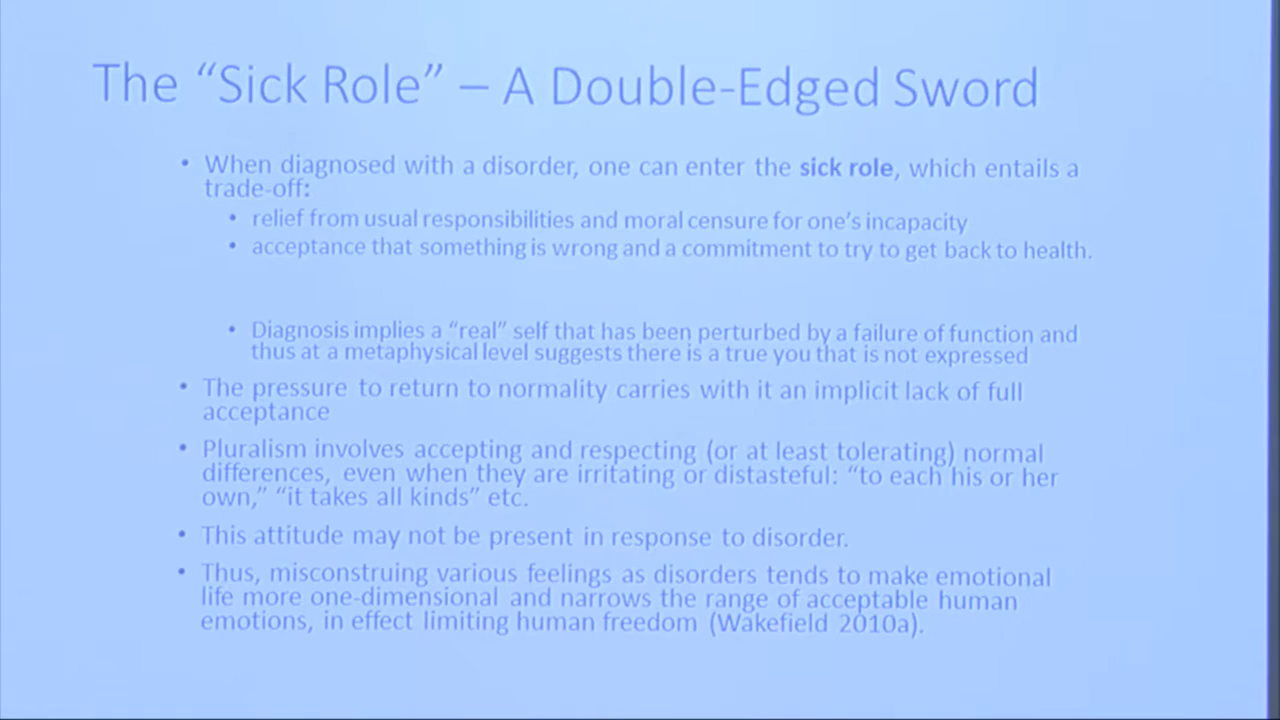 The “Sick Role” – A Double-Edged Sword
• When diagnosed with a disorder, one can enter the sick role, which entails a
trade-off:
• relief from usual responsibilities and moral censure for one’s incapacity
• acceptance that something is wrong and a commitment to try to get back to health.
• Diagnosis implies a “real” self that has been perturbed by a failure of function and
thus at a metaphysical level suggests there is a true you that is not expressed
• The pressure to return to normality carries with it an implicit lack of full
acceptance
• Pluralism involves accepting and respecting (or at least tolerating) normal
differences, even when they are irritating or distasteful: “to each his or her
own,” “it takes all kinds” etc.
• This attitude may not be present in response to disorder.
• Thus, misconstruing various feelings as disorders tends to make emotional
life more one-dimensional and narrows the range of acceptable human
emotions, in effect limiting human freedom (Wakefield 2010a).